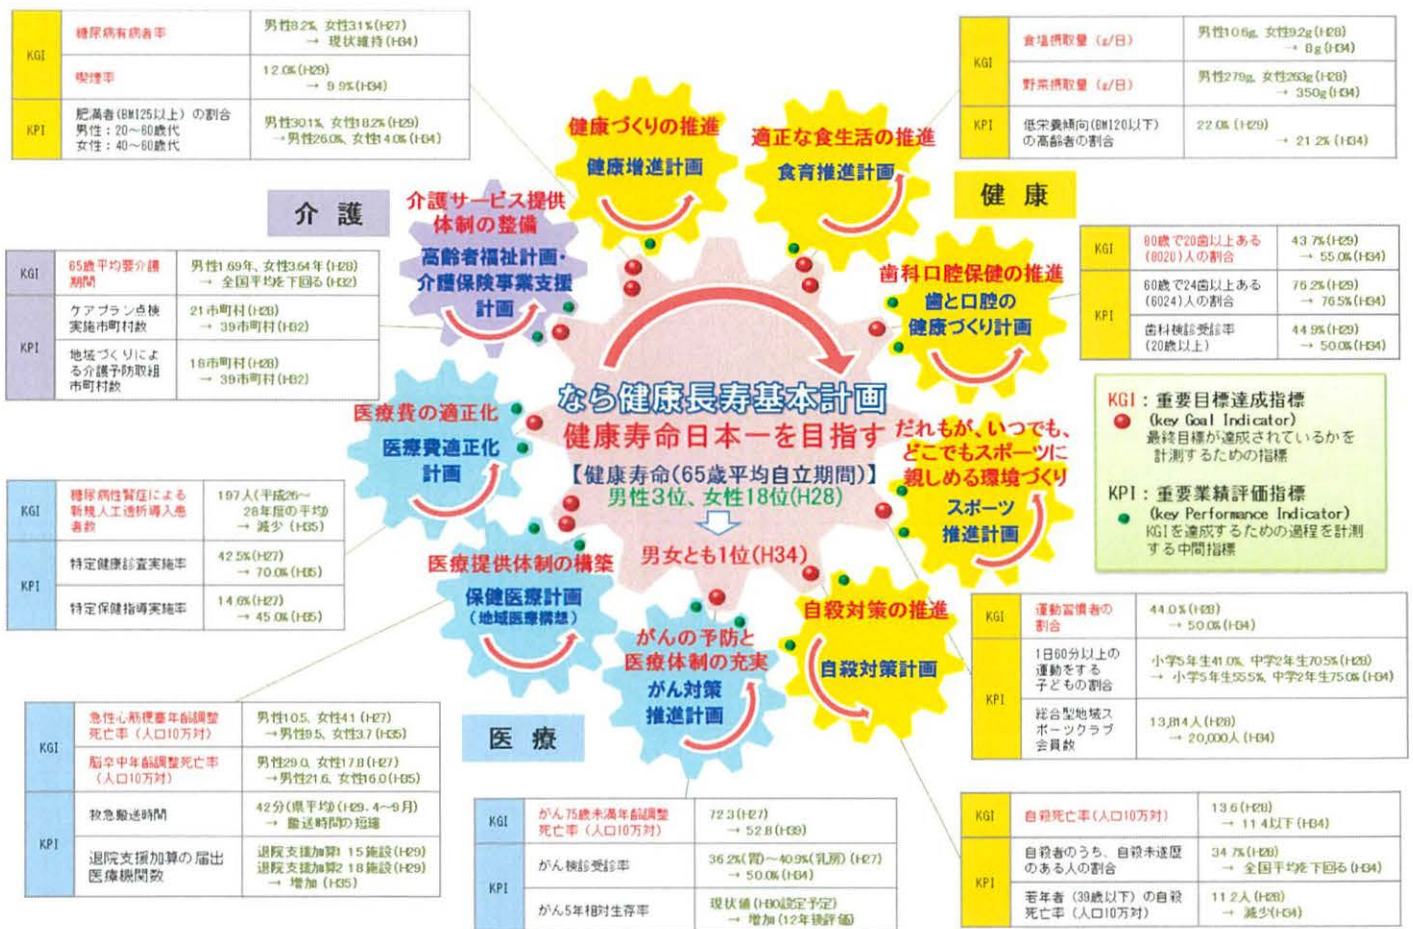 KGI
糖尿病有病者率
男性8.2%, 女性3.1%(H27)
→ 現状維持(H34)
喫煙率
12.0%(H29)
→ 9.9%(H34)
KPI
肥満者(BMI25以上)の割合
男性：20～60歳代
女性：40～60歳代
男性30.1%, 女性18.2%(H29)
→男性26.0%, 女性14.0%(H34)
KGI
食塩摂取量 (g/日)
男性10.6g, 女性9.2g(H28)
→ 8g(H34)
野菜摂取量 (g/日)
男性279g, 女性263g(H28)
→ 350g(H34)
KPI
低栄養傾向(BMI20以下)
の高齢者の割合
22.0% (H29)
→ 21.2% (H34)
健康づくりの推進
健康増進計画
適正な食生活の推進
食育推進計画
介護
健康
介護サービス提供
体制の整備
高齢者福祉計画・
介護保険事業支援
計画
KGI
65歳平均要介護
期間
男性1.69年、女性3.64年(H28)
→ 全国平均を下回る(H32)
KPI
ケアプラン点検
実施市町村数
21市町村(H28)
→ 39市町村(H32)
地域づくりによ
る介護予防取組
市町村数
18市町村(H28)
→ 39市町村(H32)
歯科口腔保健の推進
歯と口腔の
健康づくり計画
KGI
80歳で20歯以上ある
(8020)人の割合
43.7%(H29)
→ 55.0%(H34)
KPI
60歳で24歯以上ある
(6024)人の割合
76.2%(H29)
→ 76.5%(H34)
歯科検診受診率
(20歳以上)
44.9%(H29)
→ 50.0%(H34)
なら健康長寿基本計画
健康寿命日本一を目指す
【健康寿命(65歳平均自立期間)】
男性3位、女性18位(H28)
男女とも1位(H34)
医療費の適正化
医療費適正化
計画
だれもが、いつでも、
どこでもスポーツに
親しめる環境づくり
スポーツ
推進計画
KGI：重要目標達成指標
(key Goal Indicator)
最終目標が達成されているかを
計測するための指標
KPI：重要業績評価指標
(key Performance Indicator)
KGIを達成するための過程を計測
する中間指標
KGI
糖尿病性腎症による
新規人工透析導入患
者数
197人(平成26～
28年度の平均)
→ 減少(H35)
KPI
特定健康診査実施率
42.5%(H27)
→ 70.0%(H35)
特定保健指導実施率
14.6%(H27)
→ 45.0%(H35)
医療提供体制の構築
保健医療計画
(地域医療構想)
がんの予防と
医療体制の充実
がん対策
推進計画
自殺対策の推進
自殺対策計画
医療
KGI
運動習慣者の
割合
44.0%(H28)
→ 50.0%(H34)
KPI
1日60分以上の
運動をする
子どもの割合
小学5年生41.0%, 中学2年生70.5%(H28)
→ 小学5年生55.5%, 中学2年生75.0%(H34)
総合型地域ス
ポーツクラブ
会員数
13,814人(H28)
→ 20,000人(H34)
KGI
急性心筋梗塞年齢調整
死亡率(人口10万対)
男性10.5, 女性4.1(H27)
→男性9.5, 女性3.7(H35)
脳卒中年齢調整死亡率
(人口10万対)
男性29.0, 女性17.8(H27)
→男性21.6, 女性16.0(H35)
KPI
救急搬送時間
42分(県平均)(H29.4～9月)
→ 搬送時間の短縮
退院支援加算の届出
医療機関数
退院支援加算1 15施設(H29)
退院支援加算2 18施設(H29)
→ 増加(H35)
KGI
がん75歳未満年齢調整
死亡率(人口10万対)
72.3(H27)
→ 52.8(H39)
KPI
がん検診受診率
36.2%(胃)～40.9%(乳房)(H27)
→ 50.0%(H34)
がん5年相対生存率
現状値(H30設定予定)
→ 増加(12年後評価)
KGI
自殺死亡率(人口10万対)
13.6(H28)
→ 11.4以下(H34)
KPI
自殺者のうち、自殺未遂歴
のある人の割合
34.7%(H28)
→ 全国平均を下回る(H34)
若年者(39歳以下)の自殺
死亡率(人口10万対)
11.2人(H28)
→ 減少(H34)